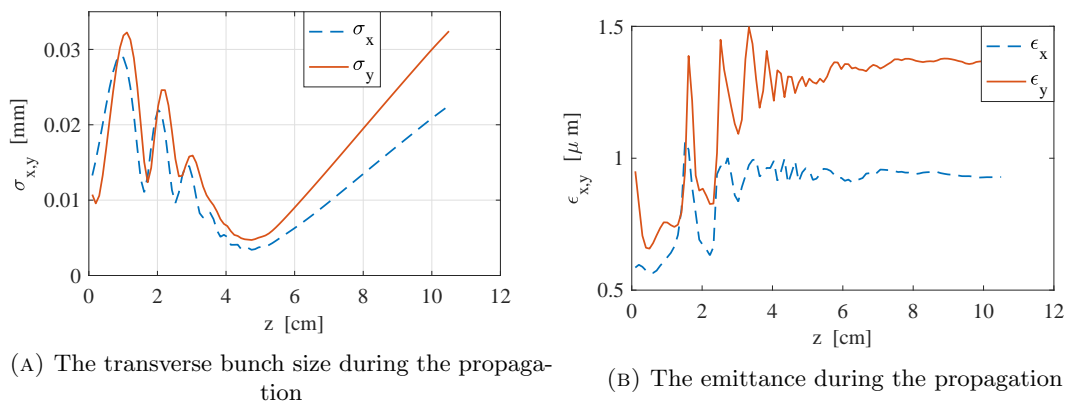 σx
σy
0.03
0.02
0.01
0
σx,y [mm]
0 2 4 6 8 10 12
z [cm]
(A) The transverse bunch size during the propaga-
tion
ϵx
ϵy
1.5
1
0.5
ϵx,y [μ m]
0 2 4 6 8 10 12
z [cm]
(B) The emittance during the propagation